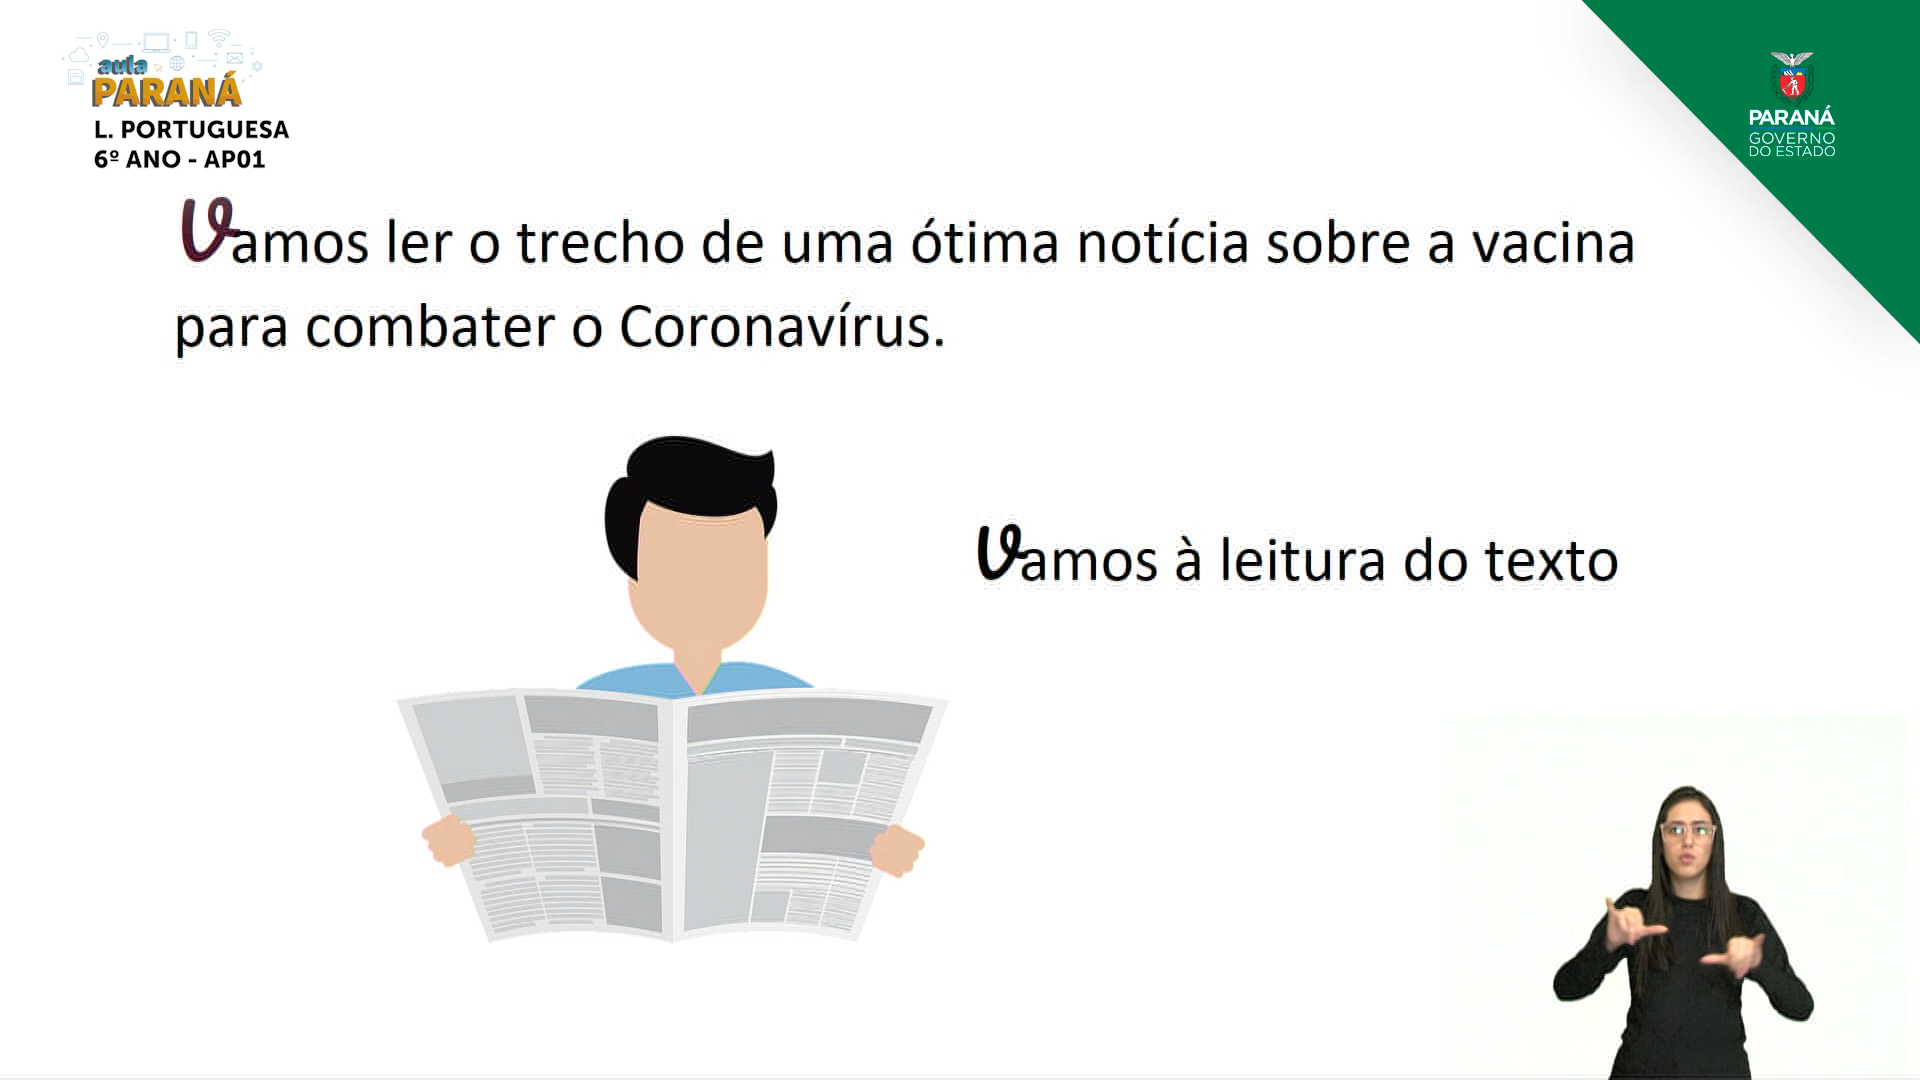 aula
PARANÁ
L. PORTUGUESA
6º ANO - AP01
PARANÁ
GOVERNO
DO ESTADO
Vamos ler o trecho de uma ótima notícia sobre a vacina
para combater o Coronavírus.
Vamos à leitura do texto